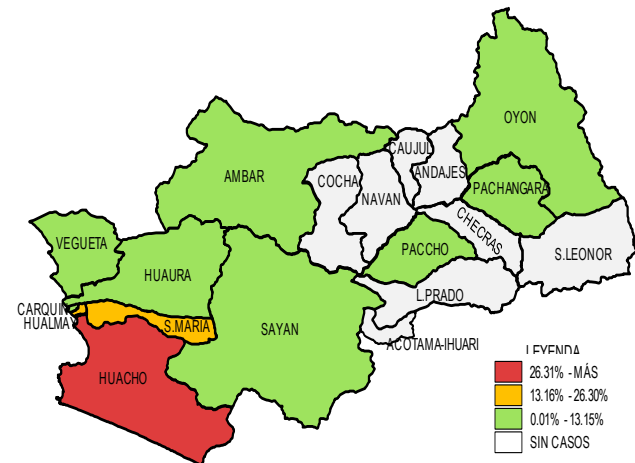 OYON
CAUJUL
AMBAR
ANDAJES
COCHA
NAVAN
PACHANGARA
CHECRAS
VEGUETA
PACCHO
S.LEONOR
HUAURA
L.PRADO
CARQUIN
HUALMAY
S.MARIA
SAYAN
ACOTAMA-IHUARI
LEYENDA
HUACHO
26.31% - MÁS
13.16% - 26.30%
0.01% - 13.15%
SIN CASOS